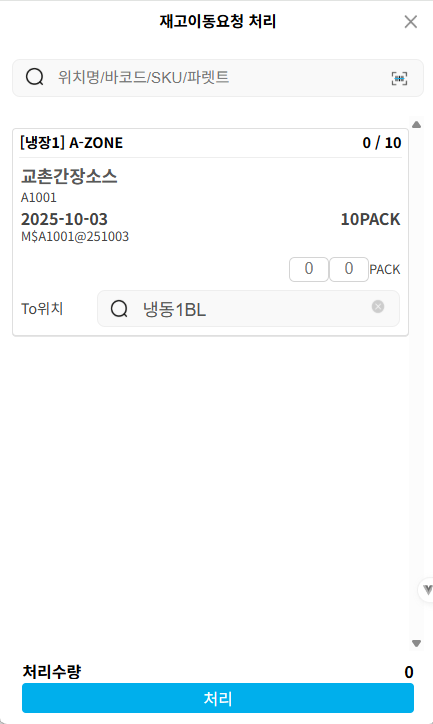 재고이동요청 처리
위치명/바코드/SKU/파렛트
[냉장1] A-ZONE 0 / 10
교촌간장소스
A1001
2025-10-03 10PACK
M$A1001@251003
0 0 PACK
To위치 냉동1BL
처리수량 0
처리